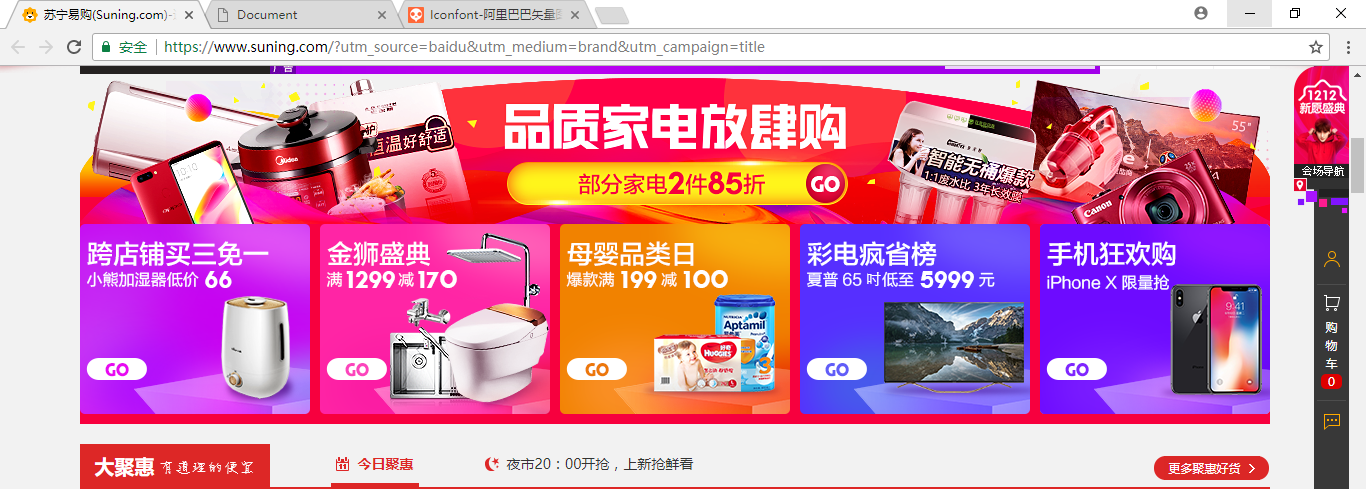 苏宁易购(Suning.com)-
Document
Iconfont-阿里巴巴矢量
安全
https://www.suning.com/?utm_source=baidu&utm_medium=brand&utm_campaign=title
广告
品质家电放肆购
部分家电2件85折
GO
Midea
恒温好舒适
智能无桶爆款
1:1废水比 3年长效膜
55"
Canon
1212
新愿盛典
会场导航
跨店铺买三免一
小熊加湿器低价 66
GO
金狮盛典
满 1299 减 170
GO
母婴品类日
爆款满 199 减 100
NUTRICIA
Aptamil
好奇
HUGGIES
3
GO
彩电疯省榜
夏普 65 吋低至 5999 元
GO
手机狂欢购
iPhone X 限量抢
GO
购物车
0
大聚惠 有道理的便宜
今日聚惠
夜市20：00开抢，上新抢鲜看
更多聚惠好货